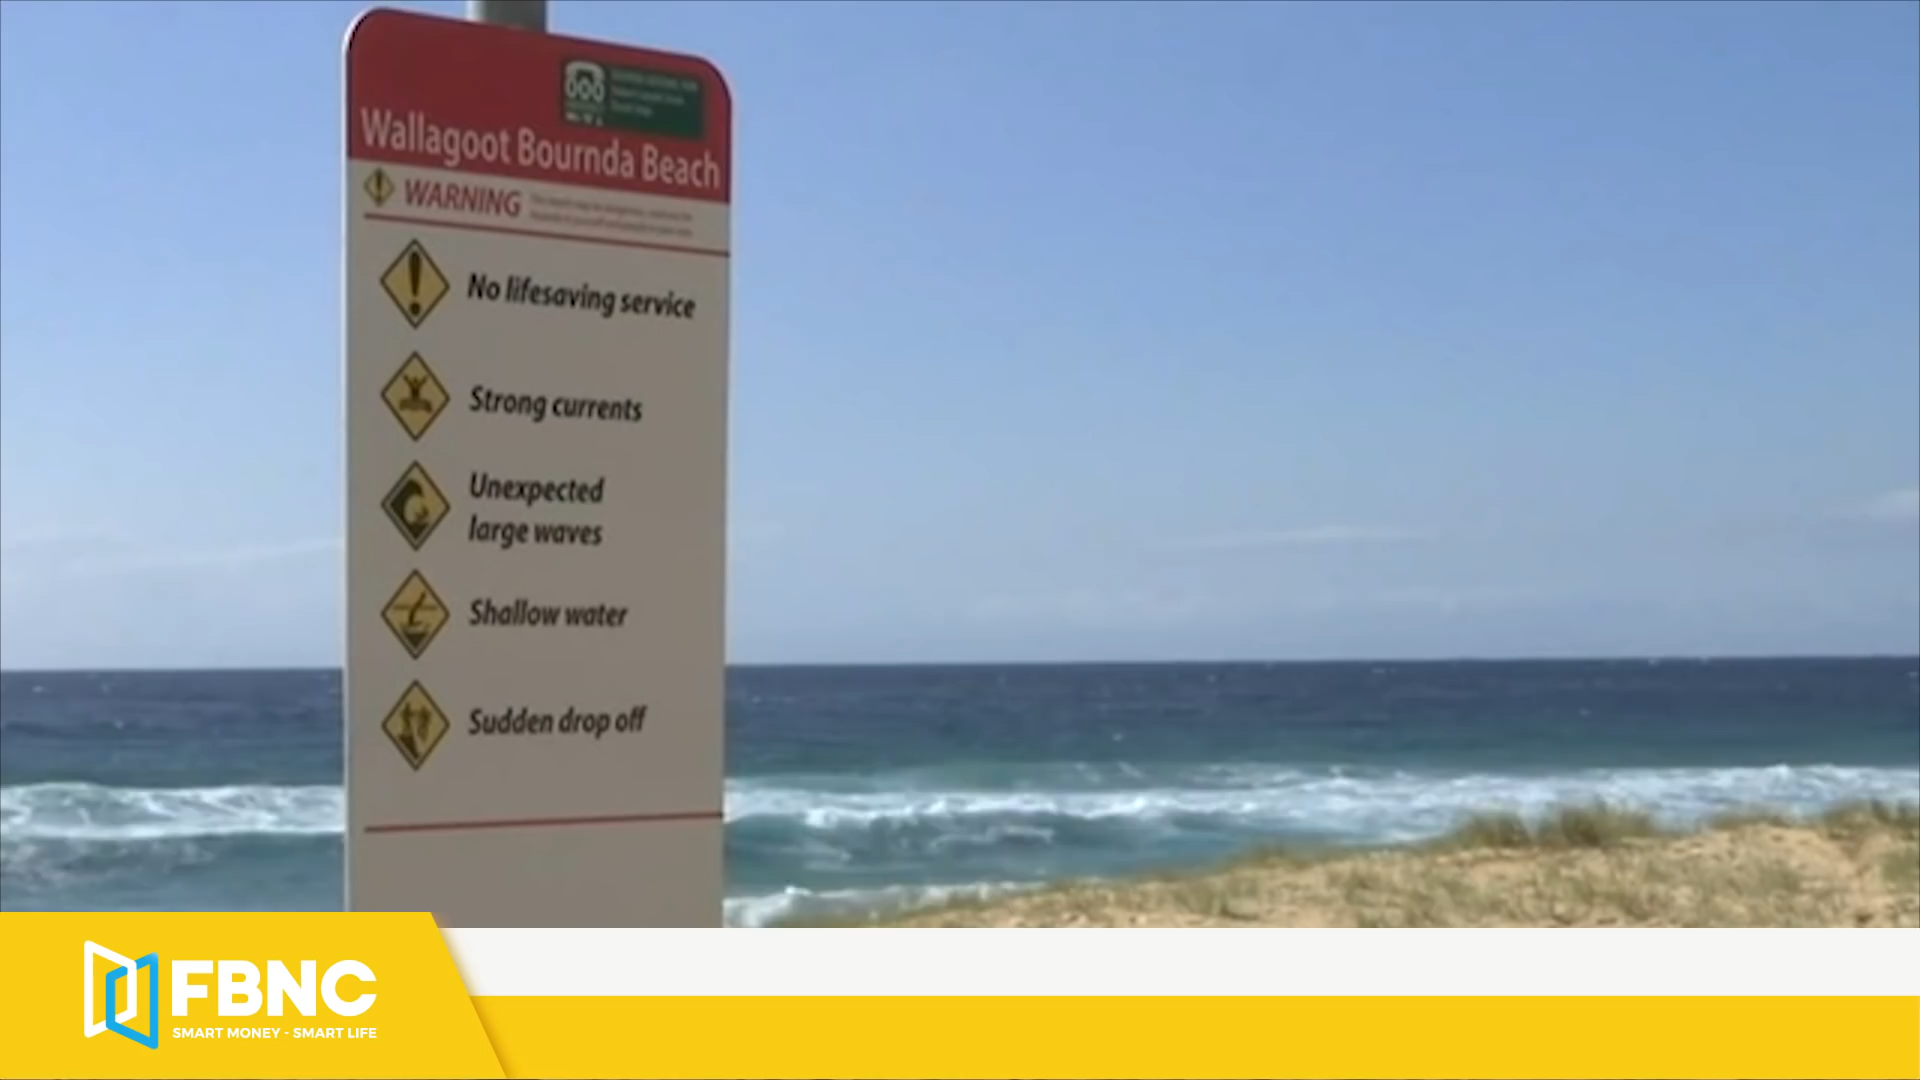 000
Wallagoot Bournda Beach
WARNING
No lifesaving service
Strong currents
Unexpected
large waves
Shallow water
Sudden drop off
FBNC
SMART MONEY - SMART LIFE